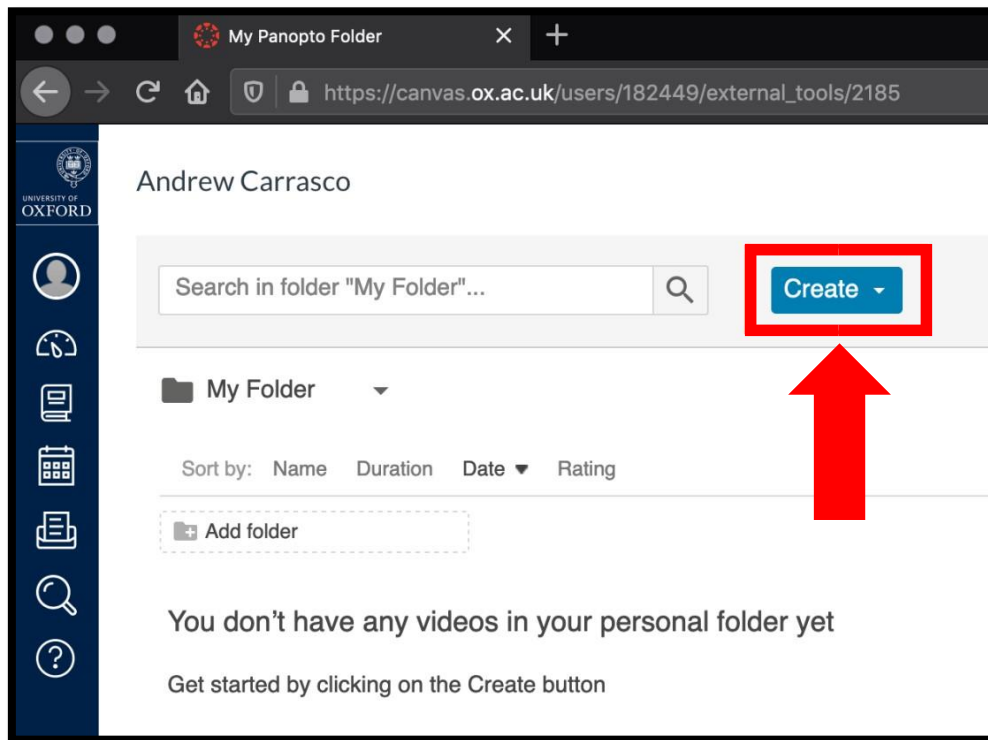 My Panopto Folder
https://canvas.ox.ac.uk/users/182449/external_tools/2185
UNIVERSITY OF
OXFORD
Andrew Carrasco
Search in folder "My Folder"...
Create
My Folder
Sort by: Name Duration Date Rating
Add folder
You don’t have any videos in your personal folder yet
Get started by clicking on the Create button